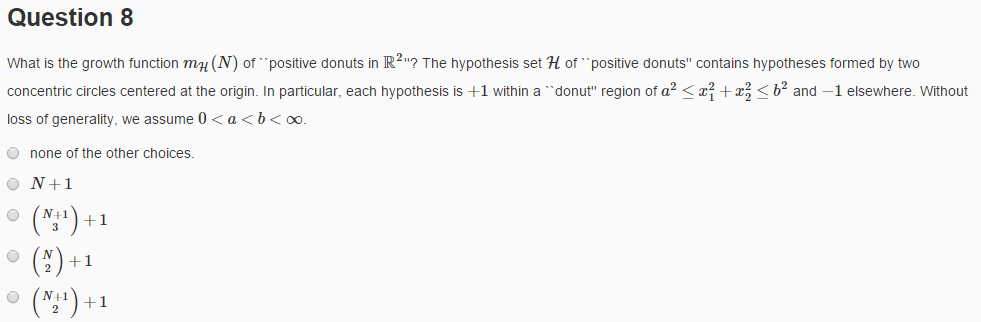 Question 8
What is the growth function $m_{\mathcal{H}}(N)$ of ``positive donuts in $\mathbb{R}^2$"? The hypothesis set $\mathcal{H}$ of ``positive donuts" contains hypotheses formed by two
concentric circles centered at the origin. In particular, each hypothesis is $+1$ within a ``donut" region of $a^2 \leq x_1^2 + x_2^2 \leq b^2$ and $-1$ elsewhere. Without
loss of generality, we assume $0 < a < b < \infty$.
none of the other choices.
$N + 1$
$\binom{N+1}{3} + 1$
$\binom{N}{2} + 1$
$\binom{N+1}{2} + 1$